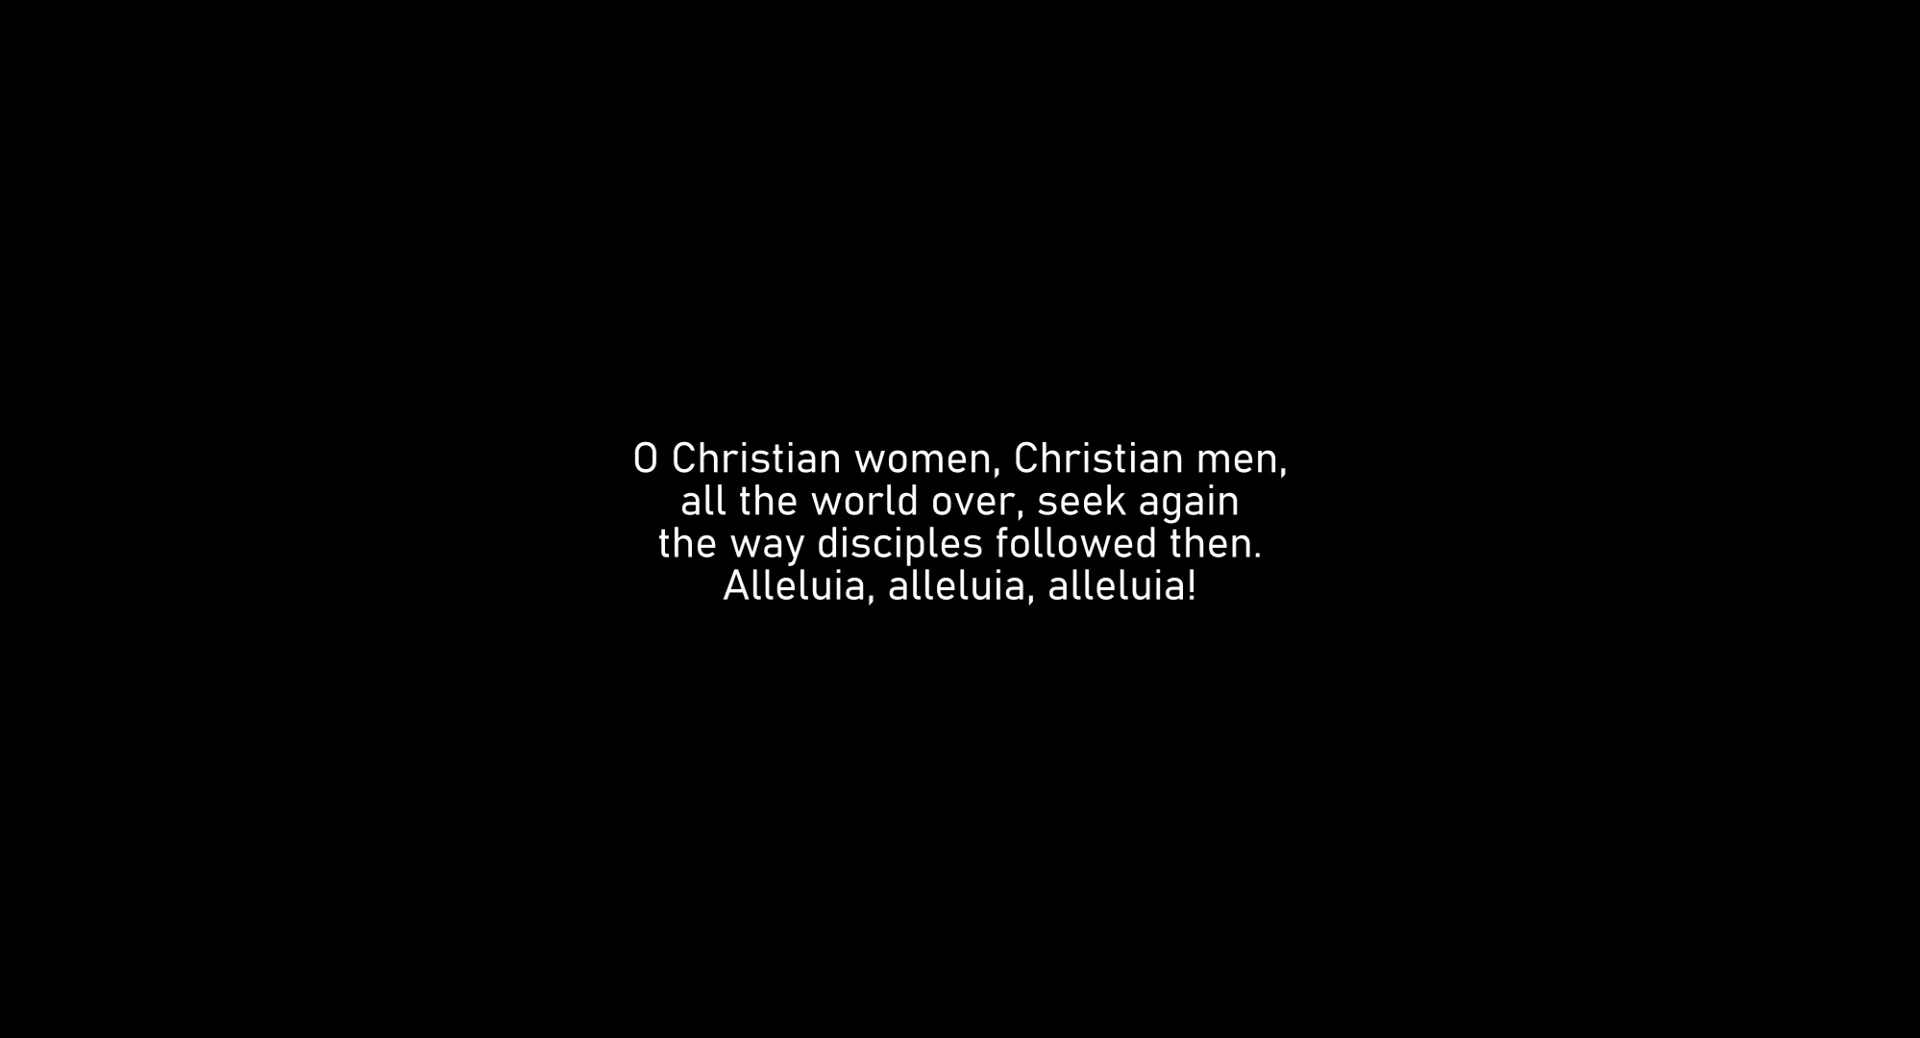 O Christian women, Christian men,
all the world over, seek again
the way disciples followed then.
Alleluia, alleluia, alleluia!